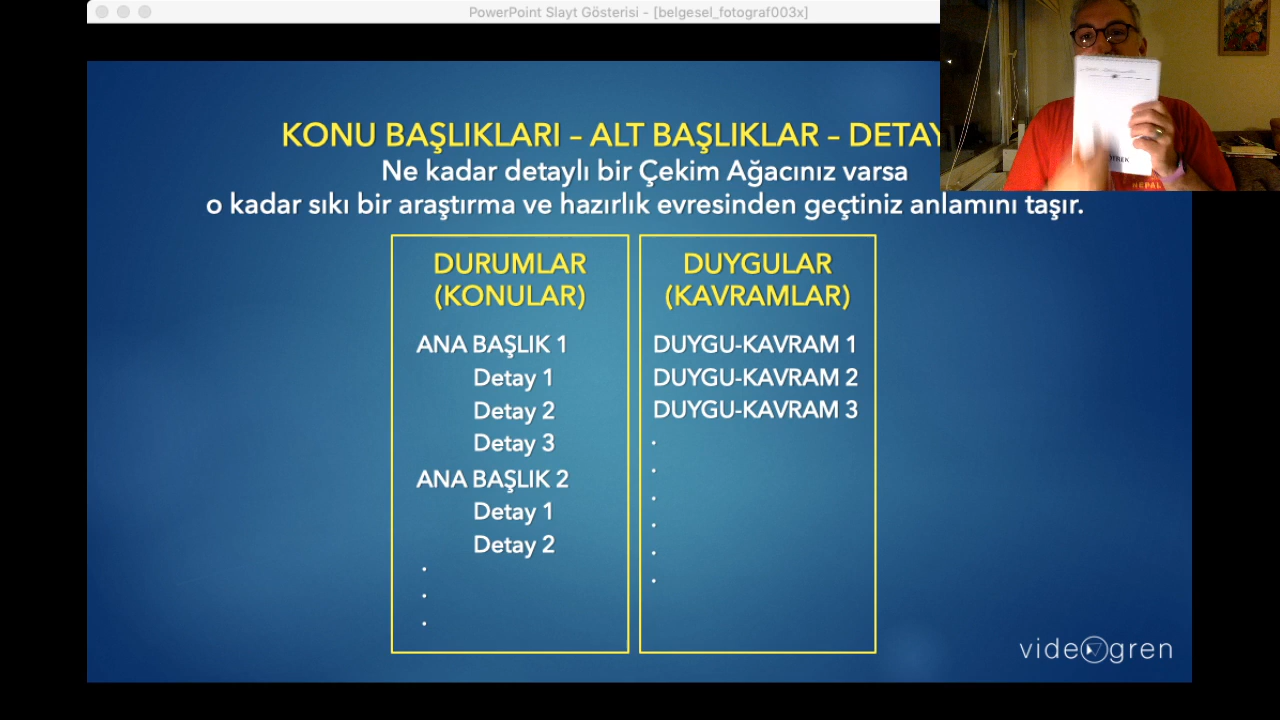 PowerPoint Slayt Gösterisi - [belgesel_fotograf003x]
KONU BAŞLIKLARI – ALT BAŞLIKLAR – DETAY
Ne kadar detaylı bir Çekim Ağacınız varsa
o kadar sıkı bir araştırma ve hazırlık evresinden geçtiniz anlamını taşır.
DURUMLAR
(KONULAR)
ANA BAŞLIK 1
Detay 1
Detay 2
Detay 3
ANA BAŞLIK 2
Detay 1
Detay 2
.
.
.
DUYGULAR
(KAVRAMLAR)
DUYGU-KAVRAM 1
DUYGU-KAVRAM 2
DUYGU-KAVRAM 3
.
.
.
.
.
.
NEPAL
videogren